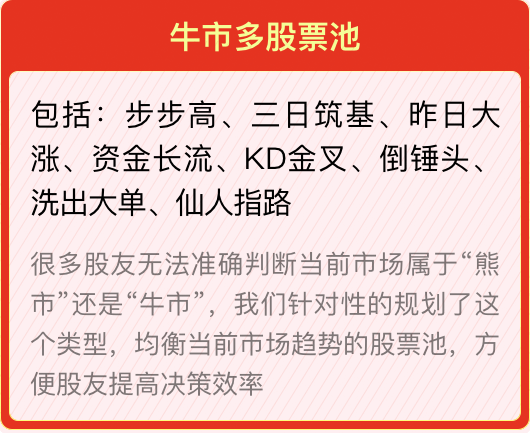 牛市多股票池
包括：步步高、三日筑基、昨日大
涨、资金长流、KD金叉、倒锤头、
洗出大单、仙人指路
很多股友无法准确判断当前市场属于“熊
市”还是“牛市”，我们针对性的规划了这
个类型，均衡当前市场趋势的股票池，方
便股友提高决策效率